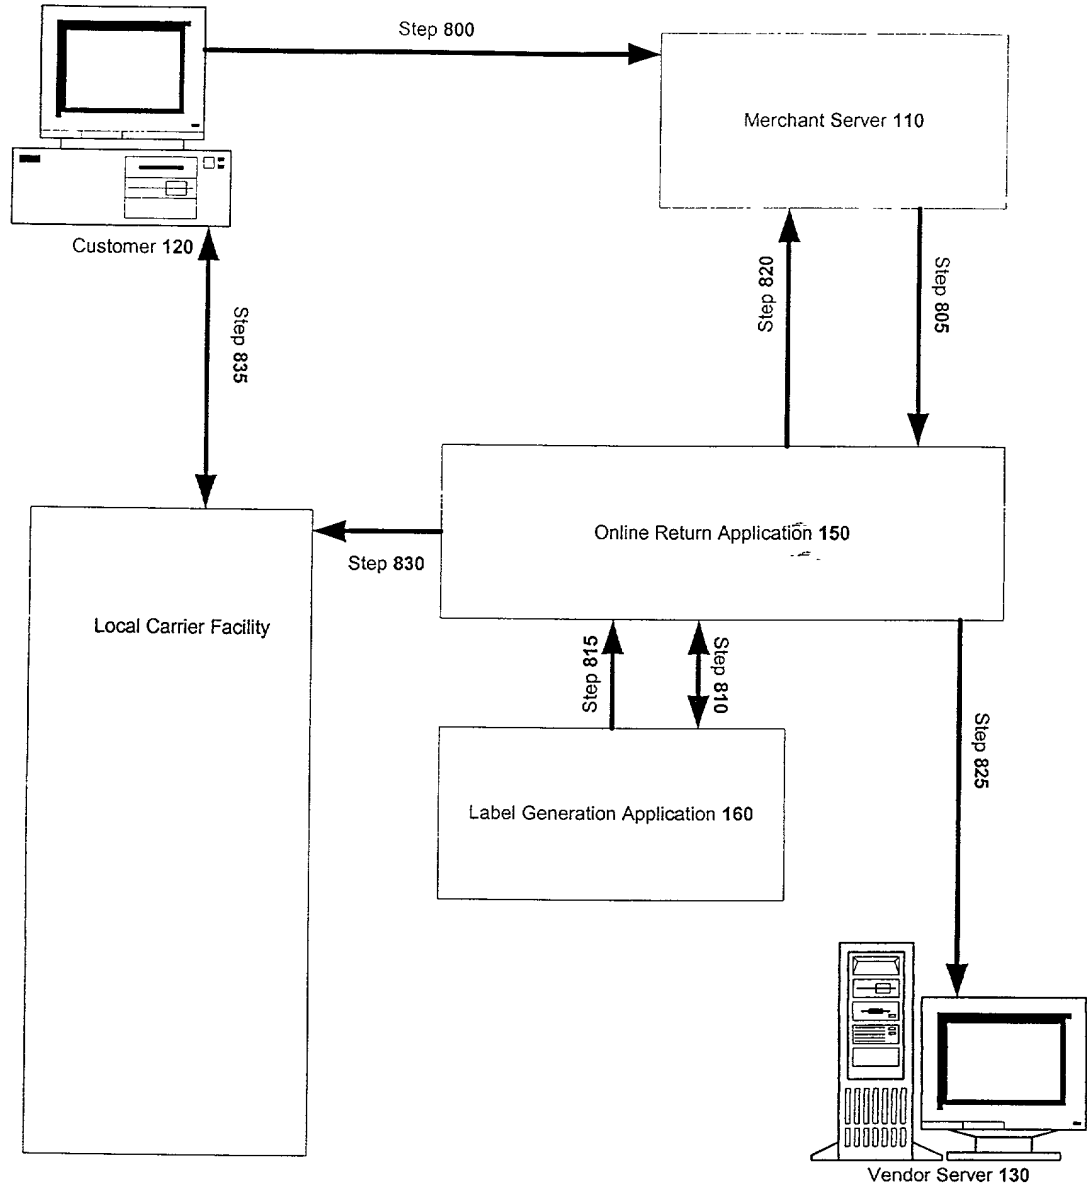 Step 800
Merchant Server 110
Customer 120
Step 820
Step 805
Step 835
Online Return Application 150
Step 830
Local Carrier Facility
Step 815
Step 810
Step 825
Label Generation Application 160
Vendor Server 130